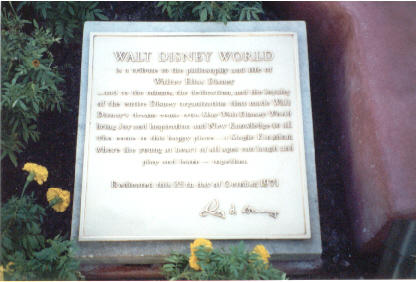 WALT DISNEY WORLD
is a tribute to the philosophy and life of
Walter Elias Disney
...and to the talents, the dedication, and the loyalty
of the entire Disney organization that made Walt
Disney's dream come true. May Walt Disney World
bring Joy and Inspiration and New Knowledge to all
who come to this happy place ... a Magic Kingdom
where the young at heart of all ages can laugh and
play and learn — together.
Dedicated this 25th day of October, 1971